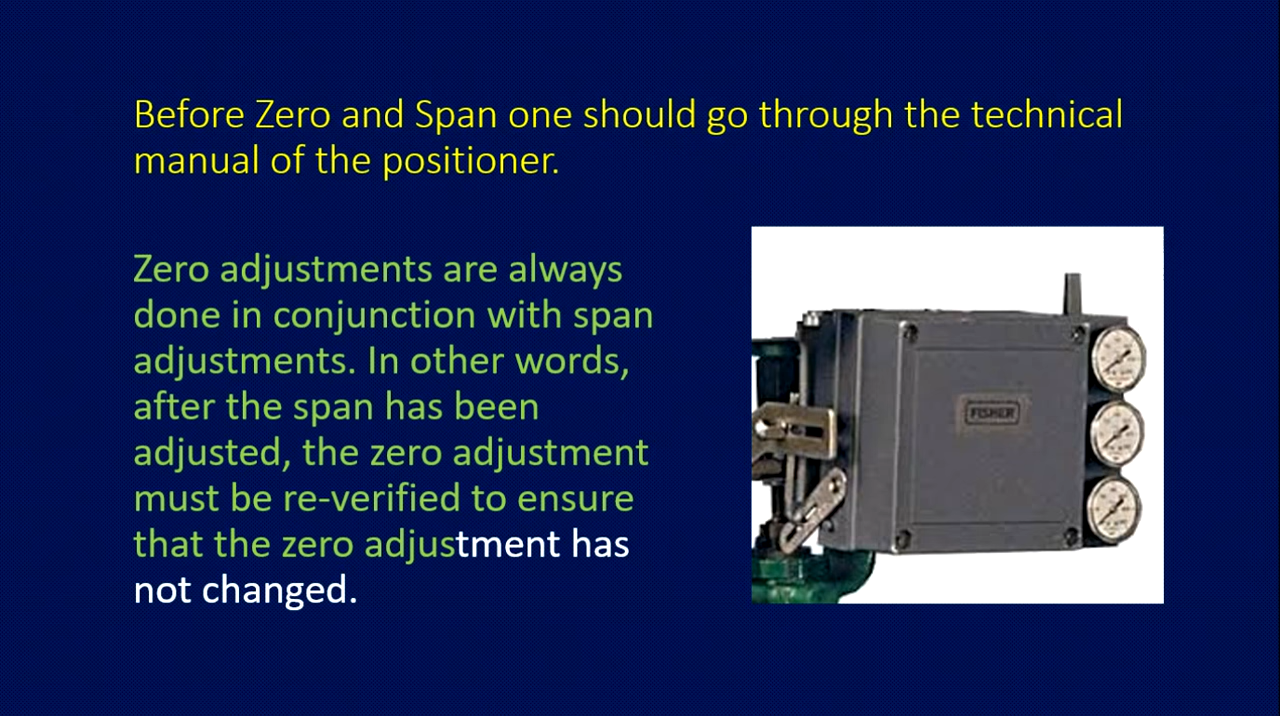 Before Zero and Span one should go through the technical
manual of the positioner.
Zero adjustments are always
done in conjunction with span
adjustments. In other words,
after the span has been
adjusted, the zero adjustment
must be re-verified to ensure
that the zero adjustment has
not changed.
FISHER